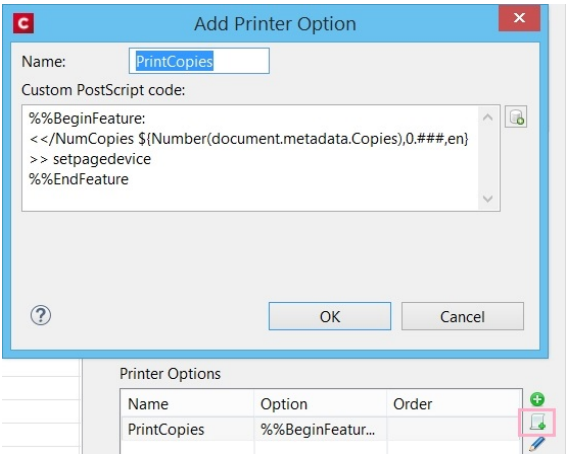 C Add Printer Option
Name: PrintCopies
Custom PostScript code:
%%BeginFeature:
<</NumCopies ${Number(document.metadata.Copies),0.###,en}
>> setpagedevice
%%EndFeature
?
OK Cancel
Printer Options
Name Option Order
PrintCopies %%BeginFeatur...